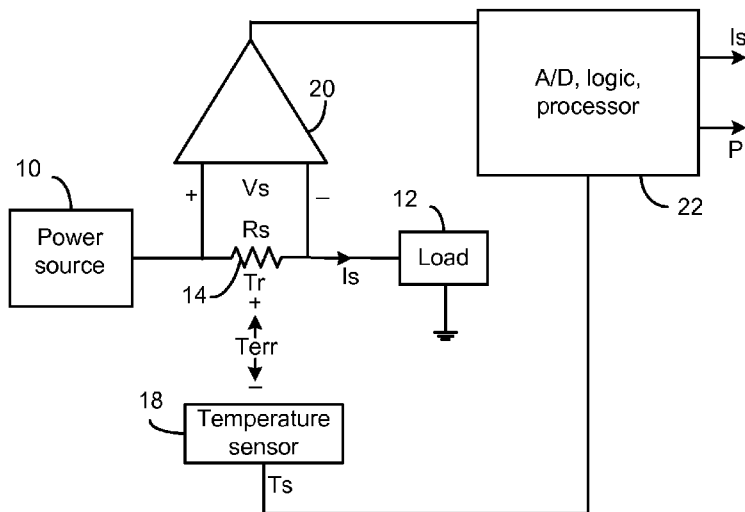 20
A/D, logic,
processor
Is
P
22
10
Power
source
+
Vs
–
Rs
14
Tr
+
Terr
–
Is
12
Load
18
Temperature
sensor
Ts